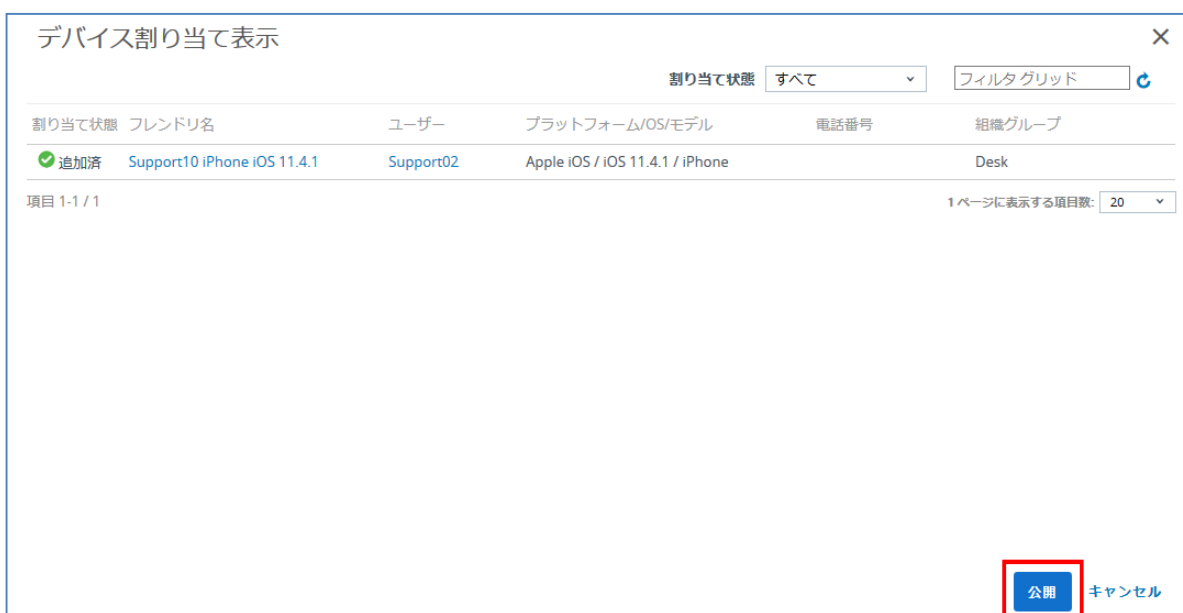 デバイス割り当て表示
割り当て状態 すべて フィルタ グリッド
割り当て状態 フレンドリ名 ユーザー プラットフォーム/OS/モデル 電話番号 組織グループ
追加済 Support10 iPhone iOS 11.4.1 Support02 Apple iOS / iOS 11.4.1 / iPhone Desk
項目 1-1 / 1 1 ページに表示する項目数: 20
公開 キャンセル